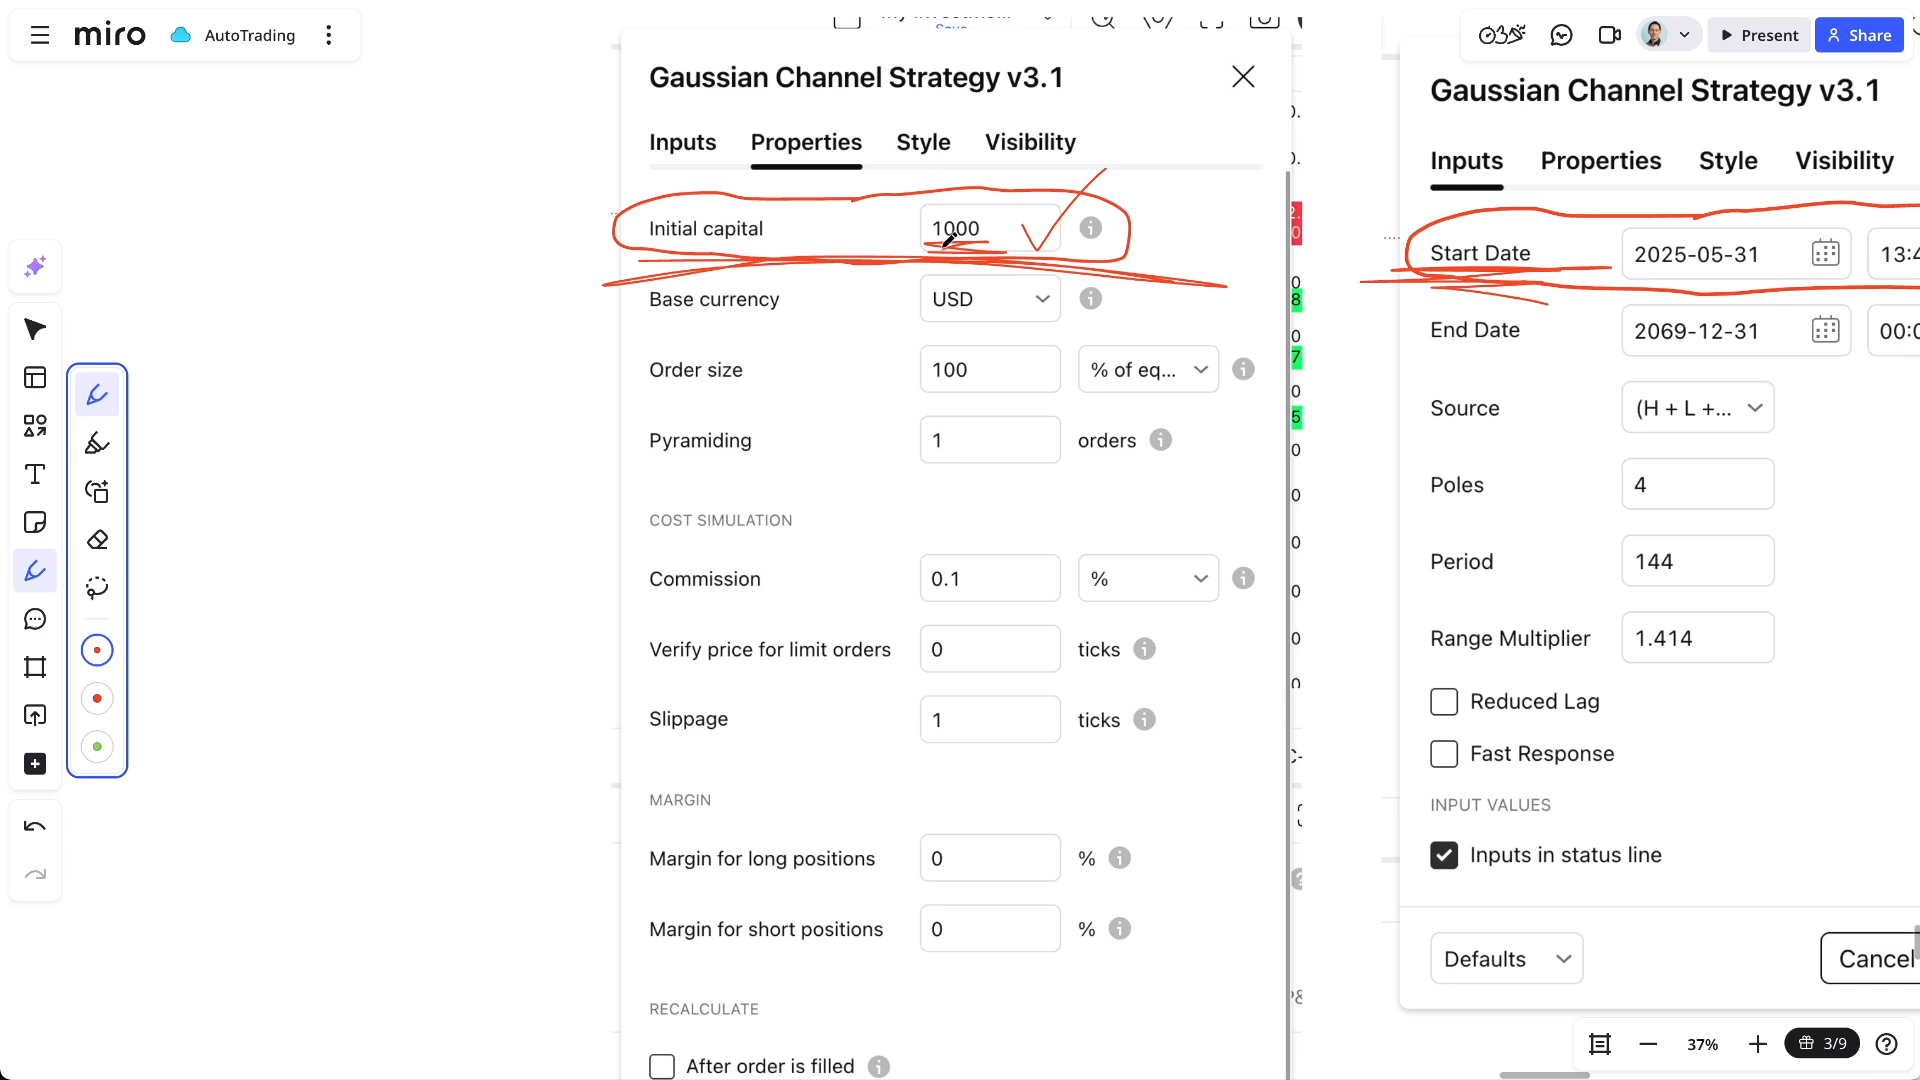 miro
AutoTrading
Save
Gaussian Channel Strategy v3.1
Inputs
Properties
Style
Visibility
Initial capital
1000
Base currency
USD
Order size
100
% of eq...
Pyramiding
1
orders
COST SIMULATION
Commission
0.1
%
Verify price for limit orders
0
ticks
Slippage
1
ticks
MARGIN
Margin for long positions
0
%
Margin for short positions
0
%
RECALCULATE
After order is filled
Present
Share
Gaussian Channel Strategy v3.1
Inputs
Properties
Style
Visibility
Start Date
2025-05-31
13:4
End Date
2069-12-31
00:0
Source
(H + L +...
Poles
4
Period
144
Range Multiplier
1.414
Reduced Lag
Fast Response
INPUT VALUES
Inputs in status line
Defaults
Cancel
37%
3/9